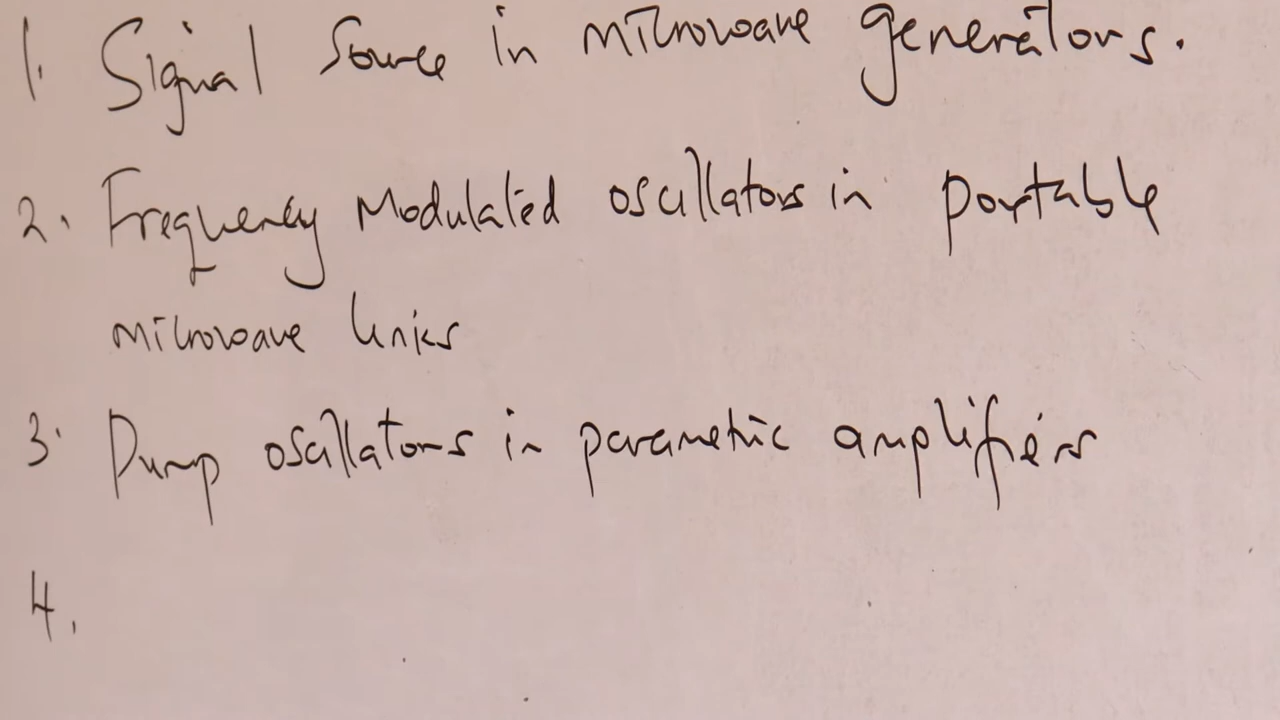 1. Signal Source in microwave generators.
2. Frequency Modulated oscillators in portable
microwave links
3. Pump oscillators in parametric amplifiers
4.